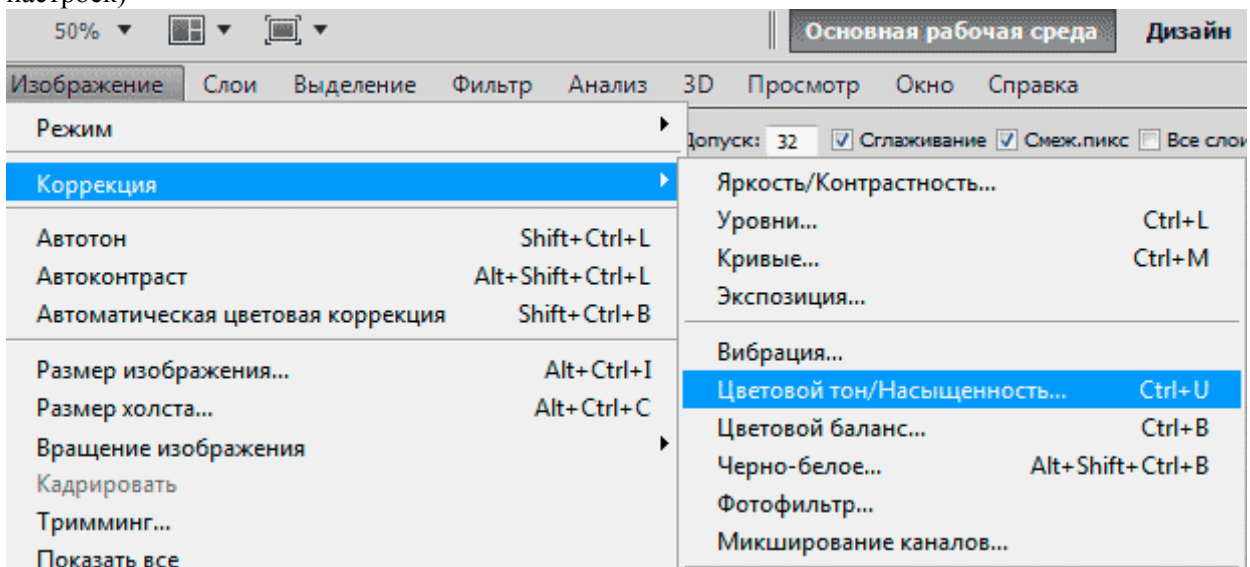 настроек)
50%
Основная рабочая среда Дизайн
Изображение Слои Выделение Фильтр Анализ 3D Просмотр Окно Справка
Допуск: 32 Сглаживание Смеж.пикс Все слои
Режим
Коррекция
Автотон Shift+Ctrl+L
Автоконтраст Alt+Shift+Ctrl+L
Автоматическая цветовая коррекция Shift+Ctrl+B
Размер изображения... Alt+Ctrl+I
Размер холста... Alt+Ctrl+C
Вращение изображения
Кадрировать
Тримминг...
Показать все
Яркость/Контрастность...
Уровни... Ctrl+L
Кривые... Ctrl+M
Экспозиция...
Вибрация...
Цветовой тон/Насыщенность... Ctrl+U
Цветовой баланс... Ctrl+B
Черно-белое... Alt+Shift+Ctrl+B
Фотофильтр...
Микширование каналов...